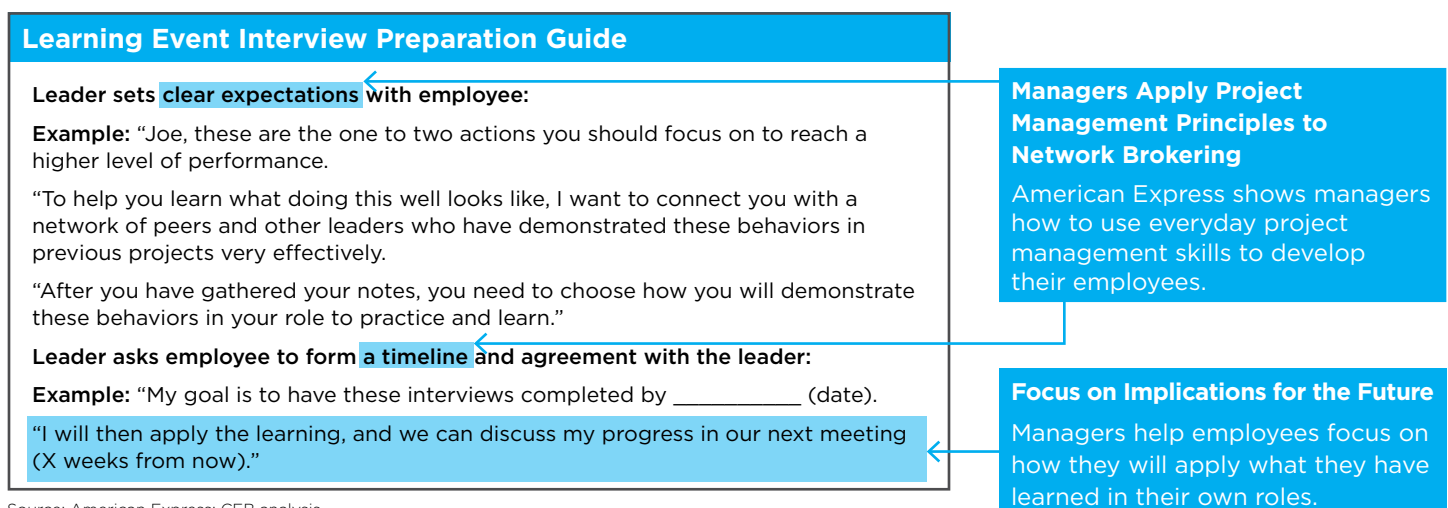 Learning Event Interview Preparation Guide
Leader sets clear expectations with employee:
Example: “Joe, these are the one to two actions you should focus on to reach a
higher level of performance.
“To help you learn what doing this well looks like, I want to connect you with a
network of peers and other leaders who have demonstrated these behaviors in
previous projects very effectively.
“After you have gathered your notes, you need to choose how you will demonstrate
these behaviors in your role to practice and learn.”
Leader asks employee to form a timeline and agreement with the leader:
Example: “My goal is to have these interviews completed by __________ (date).
“I will then apply the learning, and we can discuss my progress in our next meeting
(X weeks from now).”
Managers Apply Project
Management Principles to
Network Brokering
American Express shows managers
how to use everyday project
management skills to develop
their employees.
Focus on Implications for the Future
Managers help employees focus on
how they will apply what they have
learned in their own roles.
Source: American Express; CEB analysis